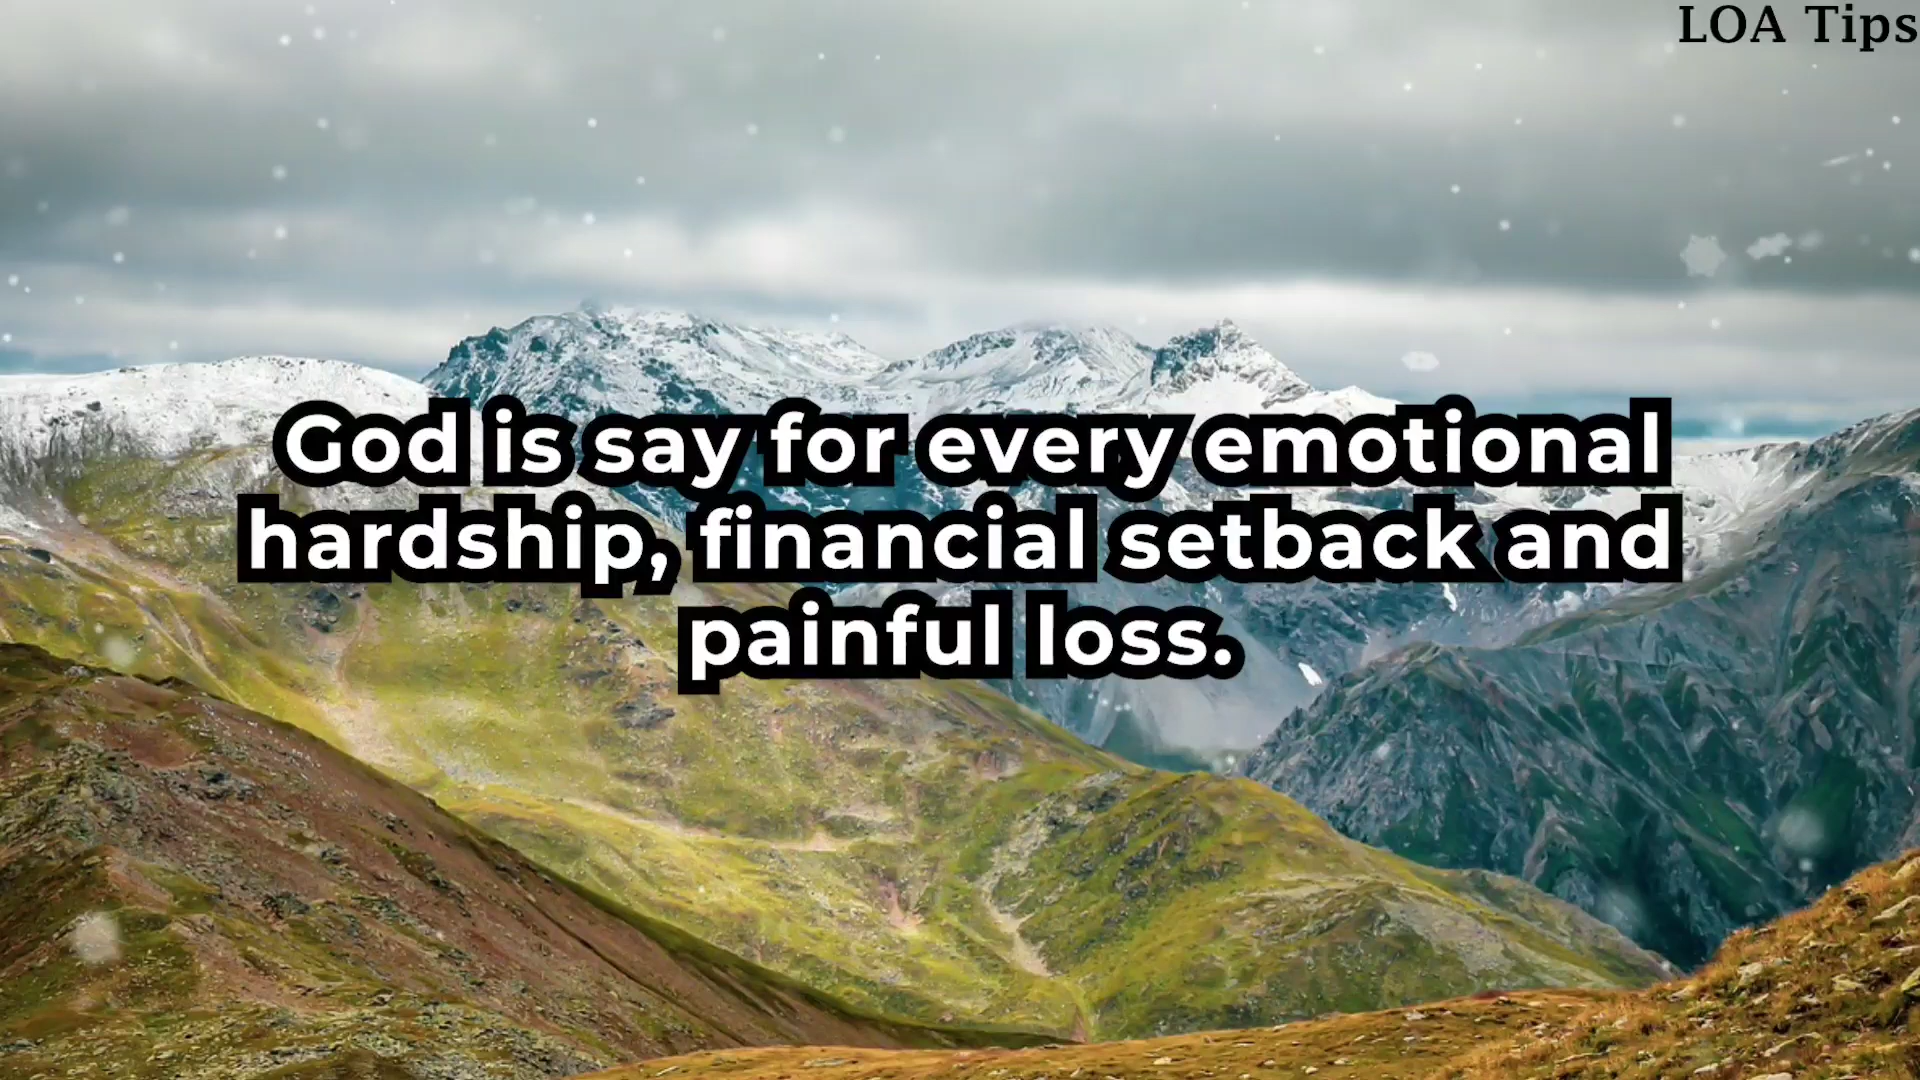 LOA Tips
God is say for every emotional
hardship, financial setback and
painful loss.